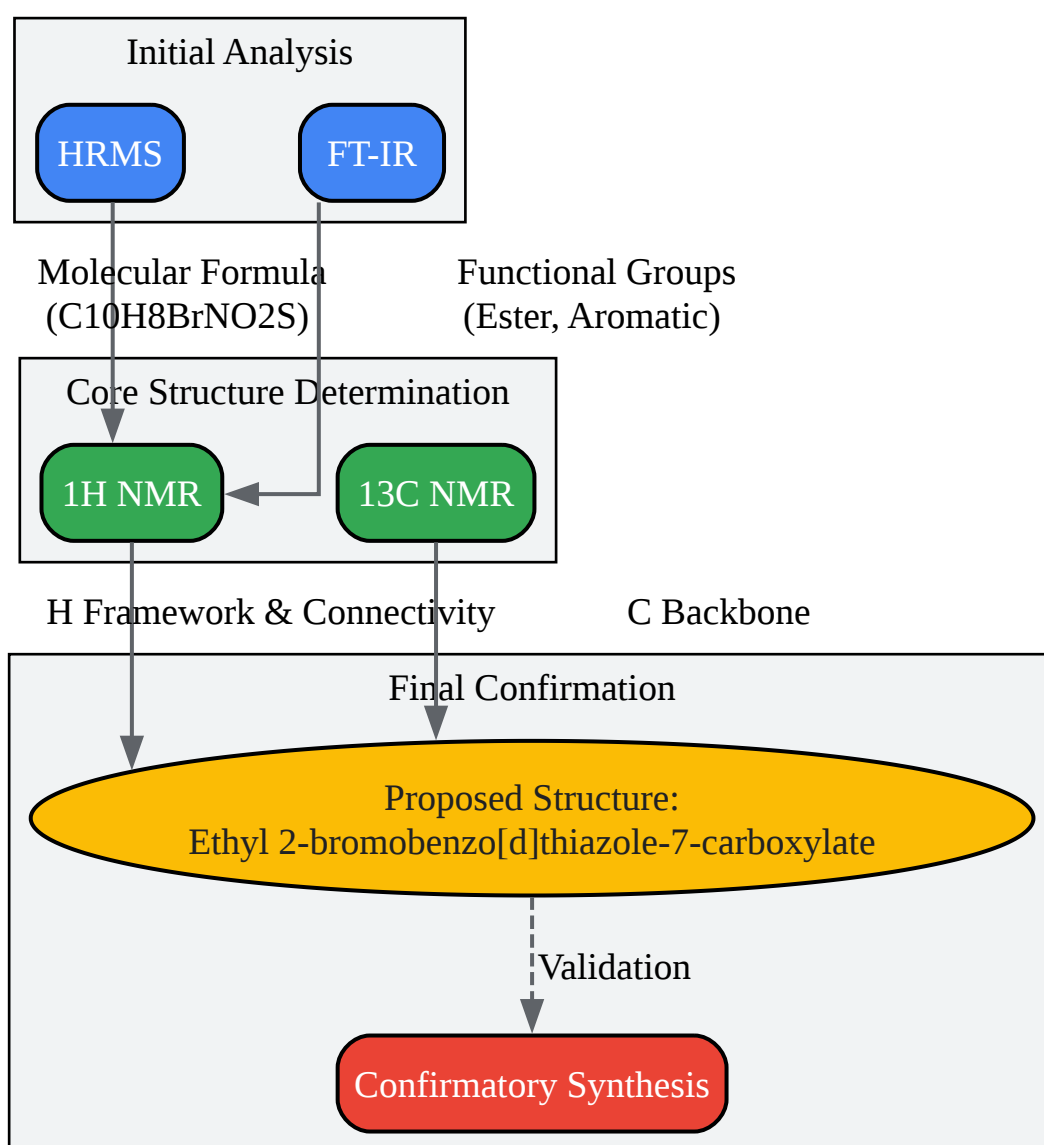 Initial Analysis
HRMS
FT-IR
Molecular Formula
(C10H8BrNO2S)
Functional Groups
(Ester, Aromatic)
Core Structure Determination
1H NMR
13C NMR
H Framework & Connectivity
C Backbone
Final Confirmation
Proposed Structure:
Ethyl 2-bromobenzo[d]thiazole-7-carboxylate
Validation
Confirmatory Synthesis